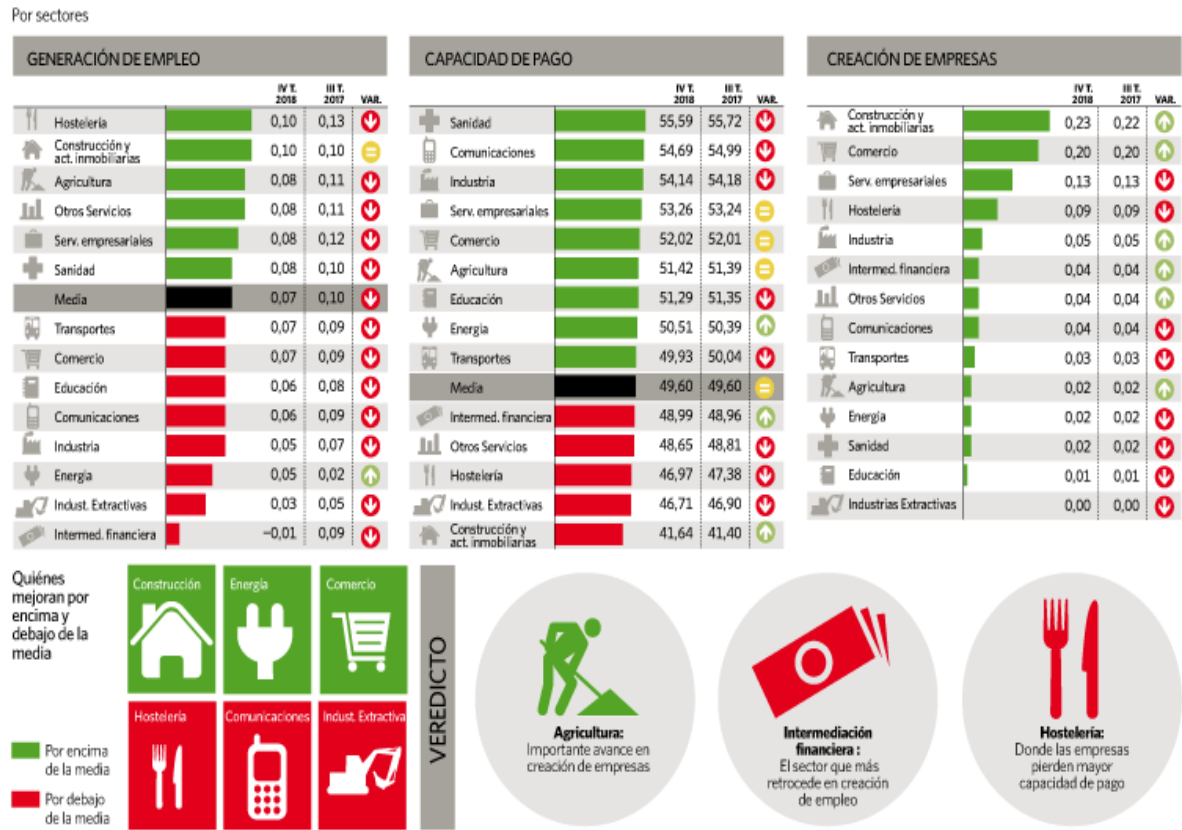 Por sectores
GENERACIÓN DE EMPLEO
IV T. III T.
2018 2017 VAR.
Hostelería 0,10 0,13
Construcción y
act. inmobiliarias 0,10 0,10
Agricultura 0,08 0,11
Otros Servicios 0,08 0,11
Serv. empresariales 0,08 0,12
Sanidad 0,08 0,10
Media 0,07 0,10
Transportes 0,07 0,09
Comercio 0,07 0,09
Educación 0,06 0,08
Comunicaciones 0,06 0,09
Industria 0,05 0,07
Energía 0,05 0,02
Indust. Extractivas 0,03 0,05
Intermed. financiera −0,01 0,09
CAPACIDAD DE PAGO
IV T. III T.
2018 2017 VAR.
Sanidad 55,59 55,72
Comunicaciones 54,69 54,99
Industria 54,14 54,18
Serv. empresariales 53,26 53,24
Comercio 52,02 52,01
Agricultura 51,42 51,39
Educación 51,29 51,35
Energía 50,51 50,39
Transportes 49,93 50,04
Media 49,60 49,60
Intermed. financiera 48,99 48,96
Otros Servicios 48,65 48,81
Hostelería 46,97 47,38
Indust. Extractivas 46,71 46,90
Construcción y
act. inmobiliarias 41,64 41,40
CREACIÓN DE EMPRESAS
IV T. III T.
2018 2017 VAR.
Construcción y
act. inmobiliarias 0,23 0,22
Comercio 0,20 0,20
Serv. empresariales 0,13 0,13
Hostelería 0,09 0,09
Industria 0,05 0,05
Intermed. financiera 0,04 0,04
Otros Servicios 0,04 0,04
Comunicaciones 0,04 0,04
Transportes 0,03 0,03
Agricultura 0,02 0,02
Energía 0,02 0,02
Sanidad 0,02 0,02
Educación 0,01 0,01
Industrias Extractivas 0,00 0,00
Quiénes
mejoran por
encima y
debajo de la
media
Por encima
de la media
Por debajo
de la media
Construcción
Energía
Comercio
Hostelería
Comunicaciones
Indust. Extractiva
VEREDICTO
Agricultura:
Importante avance en
creación de empresas
Intermediación
financiera :
El sector que más
retrocede en creación
de empleo
Hostelería:
Donde las empresas
pierden mayor
capacidad de pago